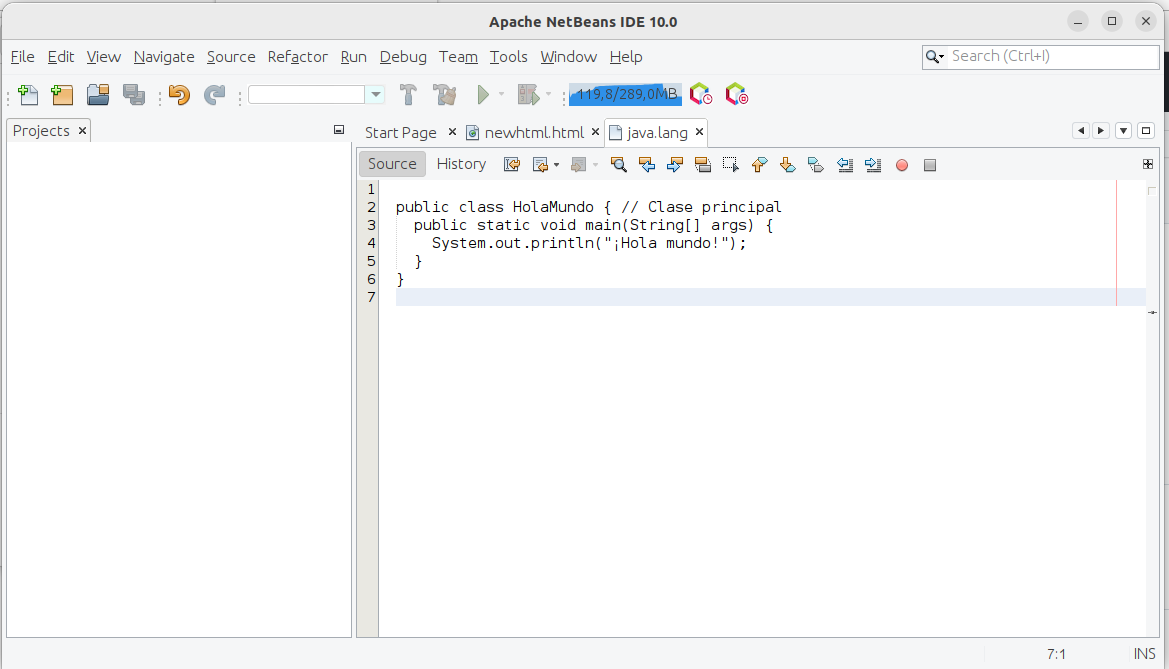 Apache NetBeans IDE 10.0
File Edit View Navigate Source Refactor Run Debug Team Tools Window Help
Search (Ctrl+I)
119,8/289,0MB
Projects
Start Page newhtml.html java.lang
Source History
1
2 public class HolaMundo { // Clase principal
3 public static void main(String[] args) {
4 System.out.println("¡Hola mundo!");
5 }
6 }
7
7:1 INS